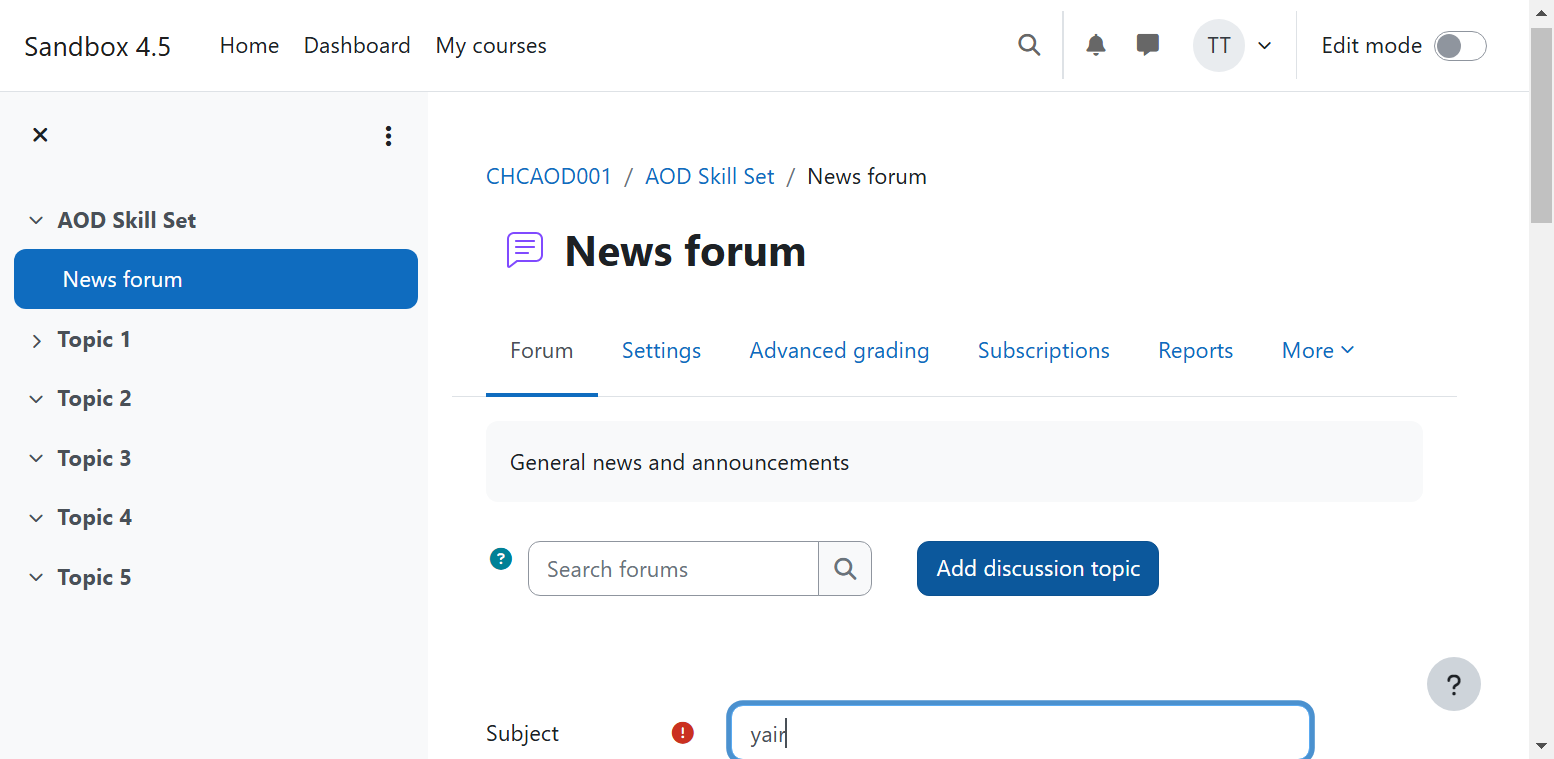 Sandbox 4.5 Home Dashboard My courses TT Edit mode
AOD Skill Set
News forum
Topic 1
Topic 2
Topic 3
Topic 4
Topic 5
CHCAOD001 / AOD Skill Set / News forum
News forum
Forum Settings Advanced grading Subscriptions Reports More
General news and announcements
? Search forums Add discussion topic
?
Subject ! yair